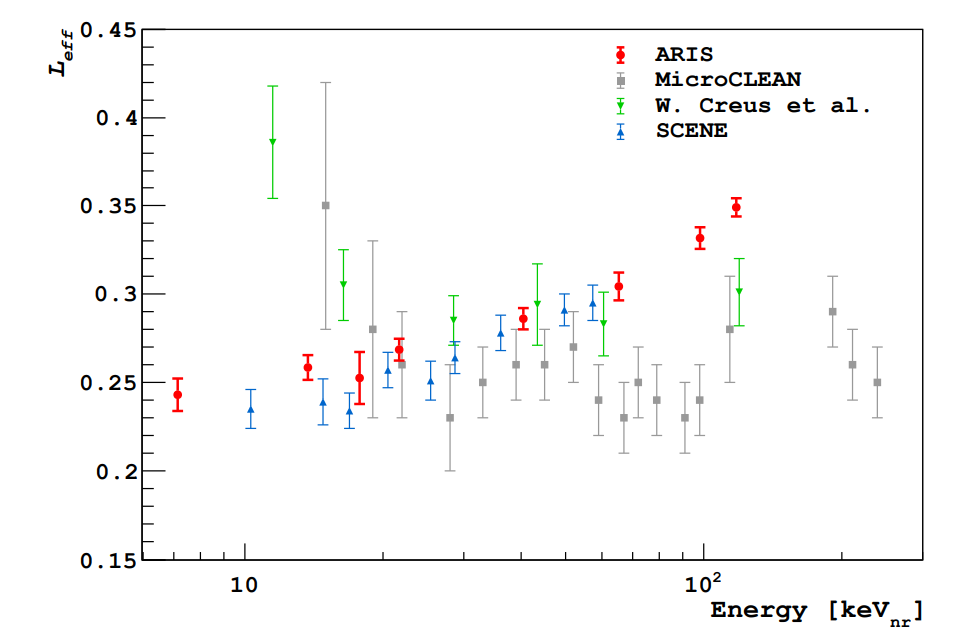 L_eff
0.45
0.4
0.35
0.3
0.25
0.2
0.15
ARIS
MicroCLEAN
W. Creus et al.
SCENE
10
10²
Energy [keV_nr]